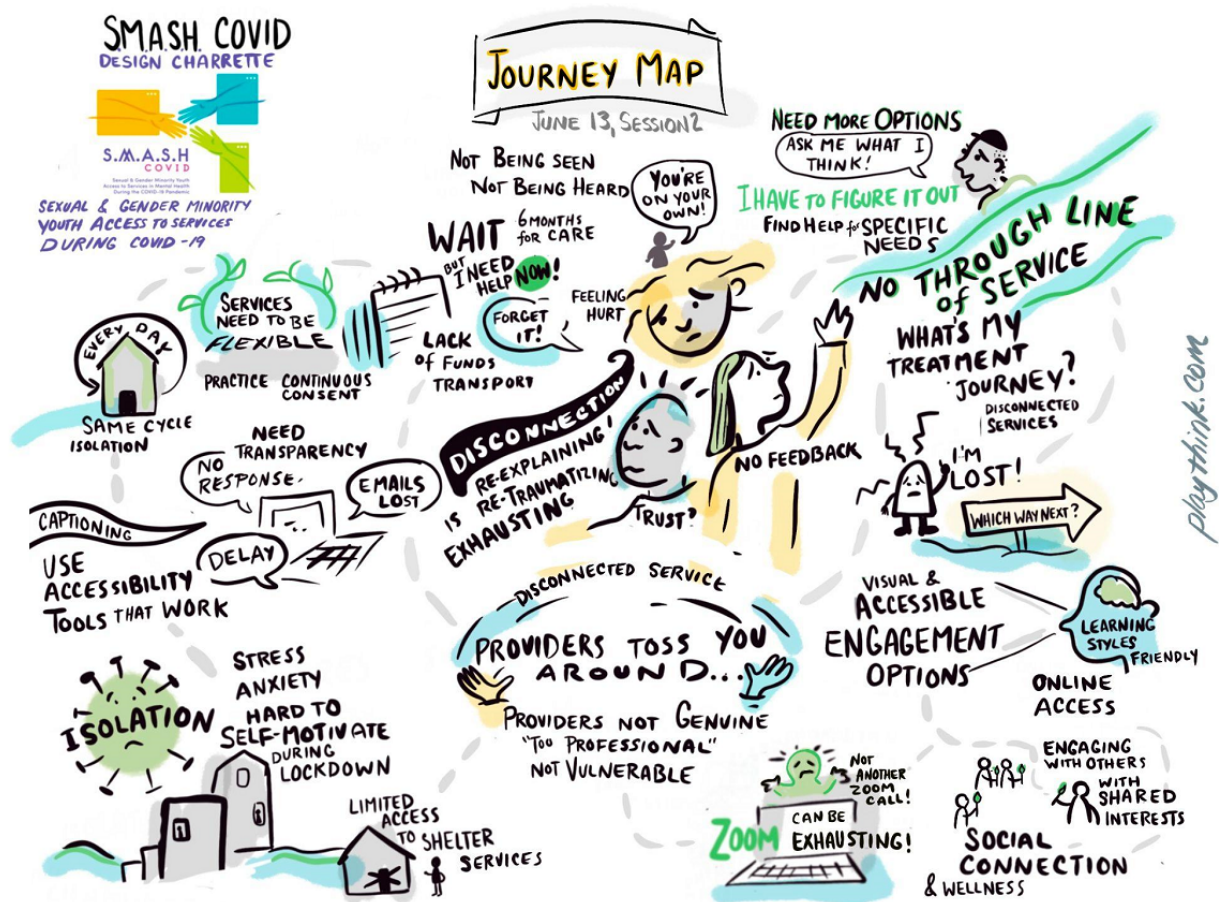 S.M.A.S.H. COVID
DESIGN CHARRETTE
S.M.A.S.H
COVID
Sexual & Gender Minority Youth
Access to Services in Mental Health
During the COVID-19 Pandemic
SEXUAL & GENDER MINORITY
YOUTH ACCESS TO SERVICES
DURING COVID-19
JOURNEY MAP
JUNE 13, SESSION 2
NOT BEING SEEN
NOT BEING HEARD
YOU'RE
ON YOUR
OWN!
WAIT
6 MONTHS
FOR CARE
BUT
I NEED
HELP NOW!
FORGET
IT!
FEELING
HURT
LACK
OF FUNDS
TRANSPORT
NEED MORE OPTIONS
ASK ME WHAT I
THINK!
I HAVE TO FIGURE IT OUT
FIND HELP for SPECIFIC
NEEDS
NO THROUGH LINE
of SERVICE
WHAT'S MY
TREATMENT
JOURNEY?
DISCONNECTED
SERVICES
I'M
LOST!
WHICH WAY NEXT?
SERVICES
NEED TO BE
FLEXIBLE
PRACTICE CONTINUOUS
CONSENT
EVERY DAY
SAME CYCLE
ISOLATION
NEED
TRANSPARENCY
NO
RESPONSE.
EMAILS
LOST
DELAY
CAPTIONING
USE
ACCESSIBILITY
TOOLS THAT WORK
DISCONNECTION
RE-EXPLAINING!
IS RE-TRAUMATIZING
EXHAUSTING
TRUST?
NO FEEDBACK
DISCONNECTED SERVICE
PROVIDERS TOSS YOU
AROUND...
PROVIDERS NOT GENUINE
"TOO PROFESSIONAL"
NOT VULNERABLE
VISUAL &
ACCESSIBLE
ENGAGEMENT
OPTIONS
LEARNING
STYLES
FRIENDLY
ONLINE
ACCESS
ISOLATION
STRESS
ANXIETY
HARD TO
SELF-MOTIVATE
DURING
LOCKDOWN
LIMITED
ACCESS
TO SHELTER
SERVICES
NOT
ANOTHER
ZOOM
CALL!
ZOOM CAN BE
EXHAUSTING!
ENGAGING
WITH OTHERS
WITH
SHARED
INTERESTS
SOCIAL
CONNECTION
& WELLNESS
playthink.com